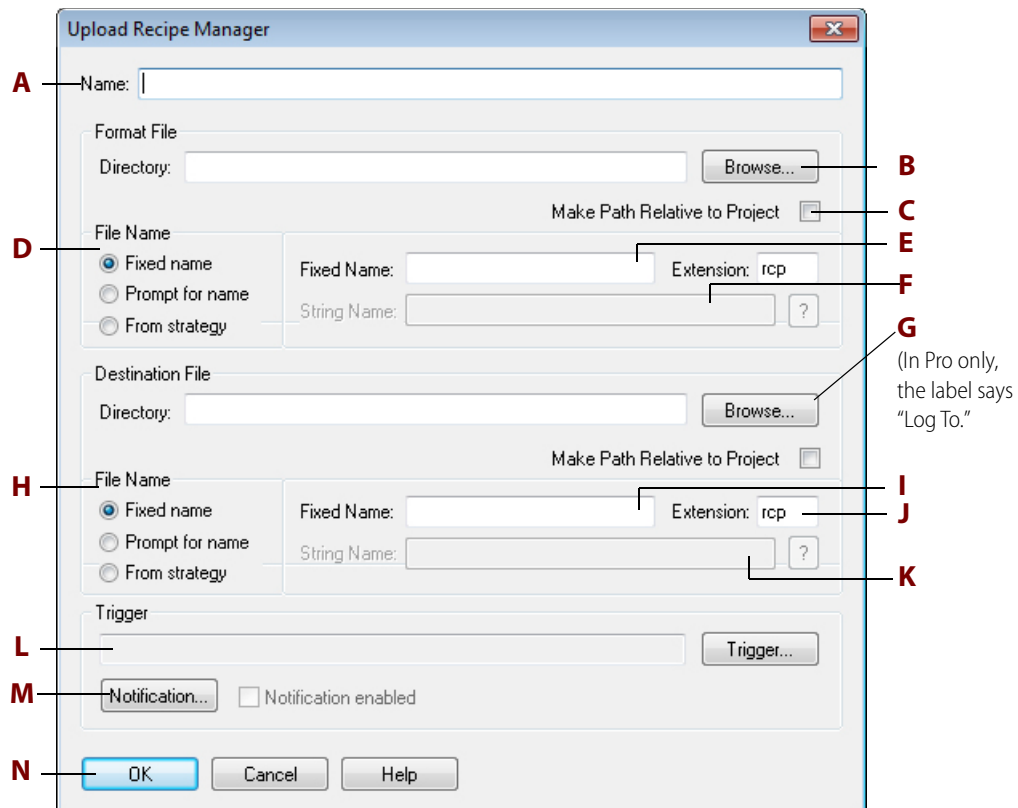 Upload Recipe Manager
A
Name:
Format File
Directory:
Browse...
B
Make Path Relative to Project
C
File Name
D
Fixed name
Fixed Name:
E
Extension: rcp
Prompt for name
String Name:
?
F
From strategy
G
(In Pro only,
the label says
“Log To.”
Destination File
Directory:
Browse...
Make Path Relative to Project
File Name
H
Fixed name
Fixed Name:
I
Extension: rcp
J
Prompt for name
String Name:
?
K
From strategy
Trigger
L
Trigger...
M
Notification...
Notification enabled
N
OK
Cancel
Help